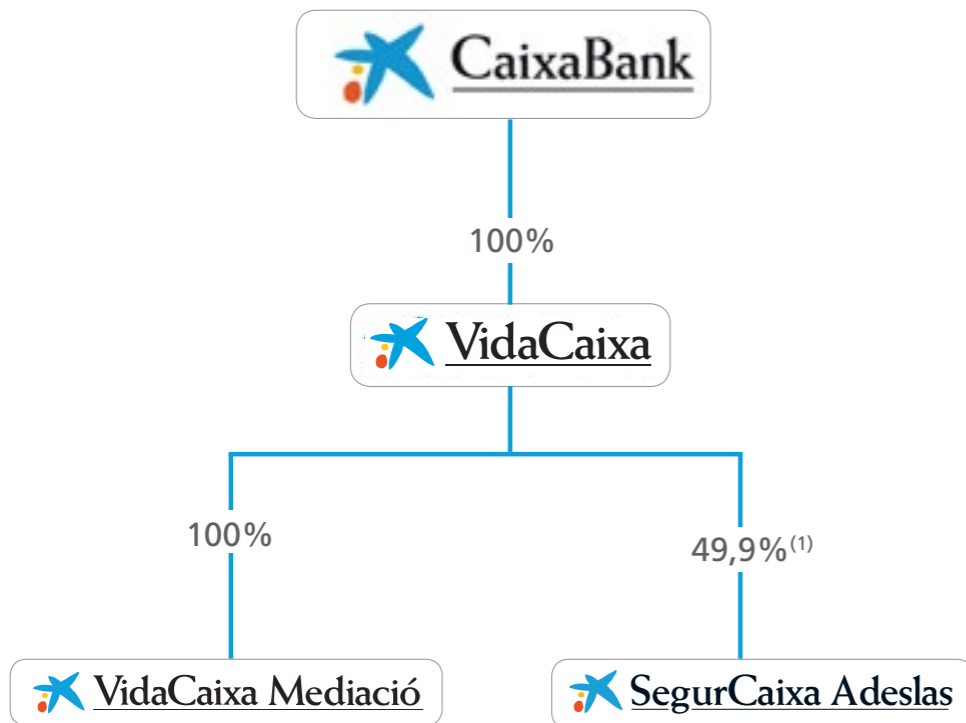 CaixaBank
100%
VidaCaixa
100%
49,9%(1)
VidaCaixa Mediació
SegurCaixa Adeslas